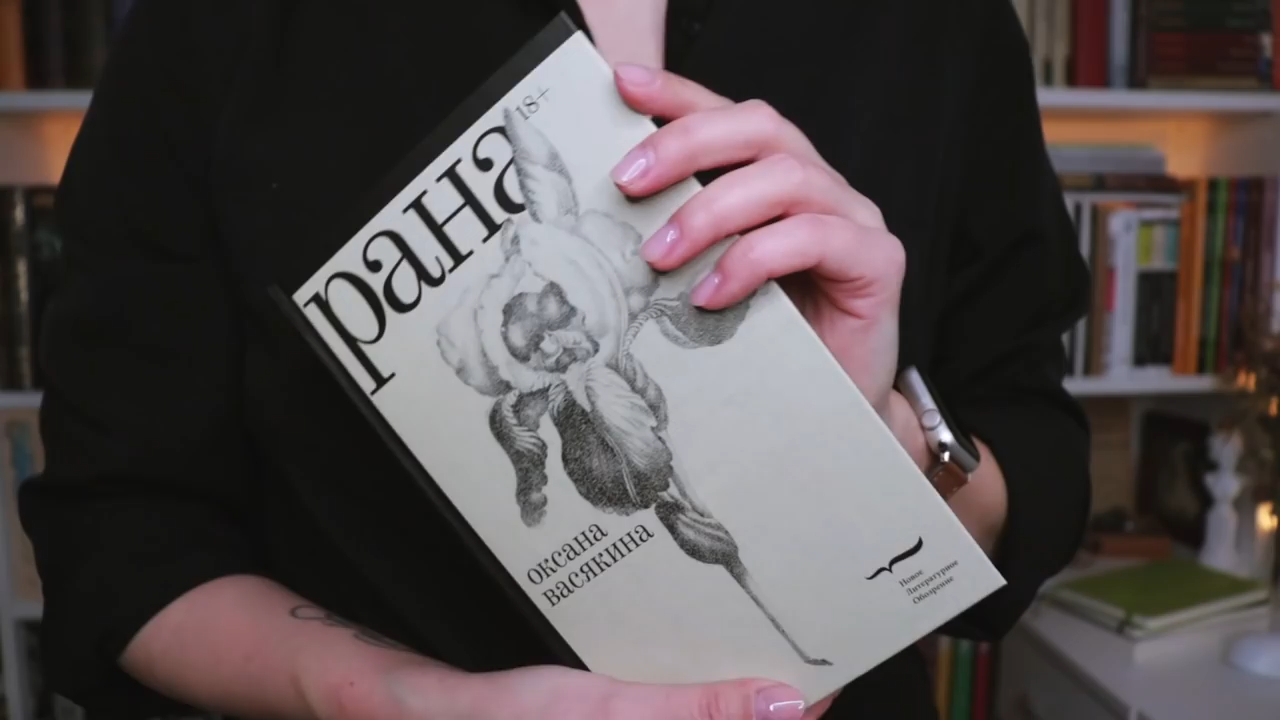 рана
18+
оксана
васякина
Новое
Литературное
Обозрение